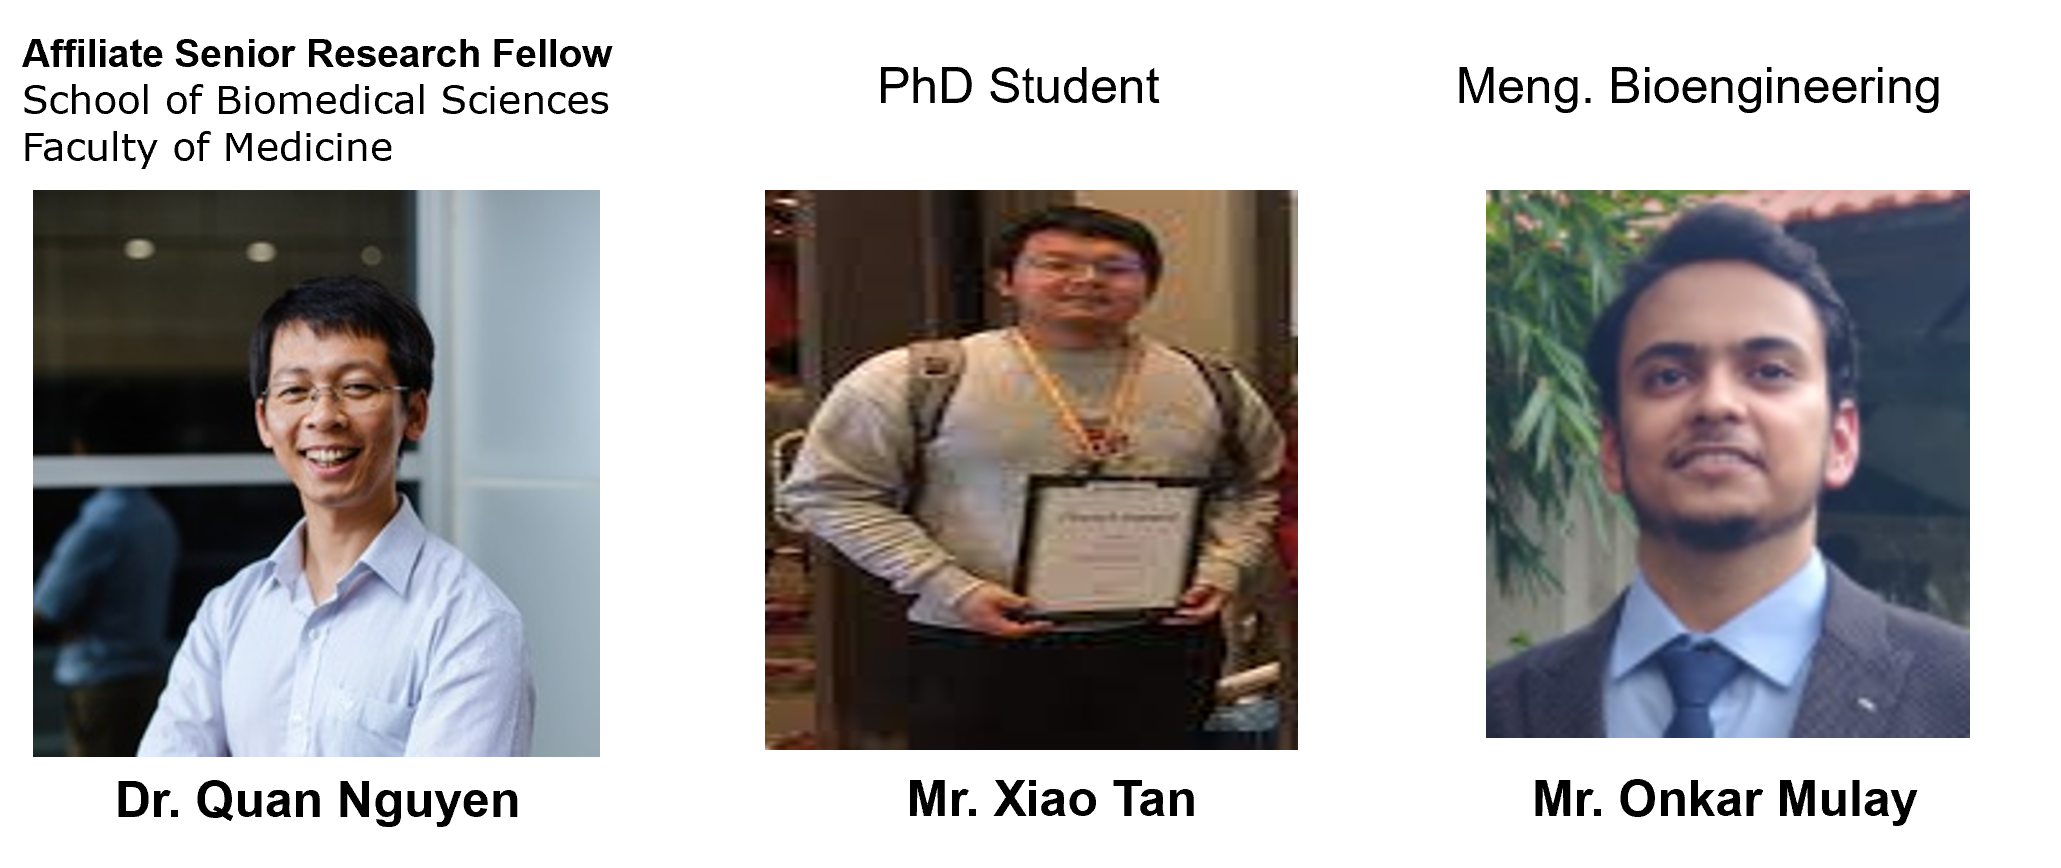 Affiliate Senior Research Fellow
School of Biomedical Sciences
Faculty of Medicine
Dr. Quan Nguyen
PhD Student
Mr. Xiao Tan
Meng. Bioengineering
Mr. Onkar Mulay